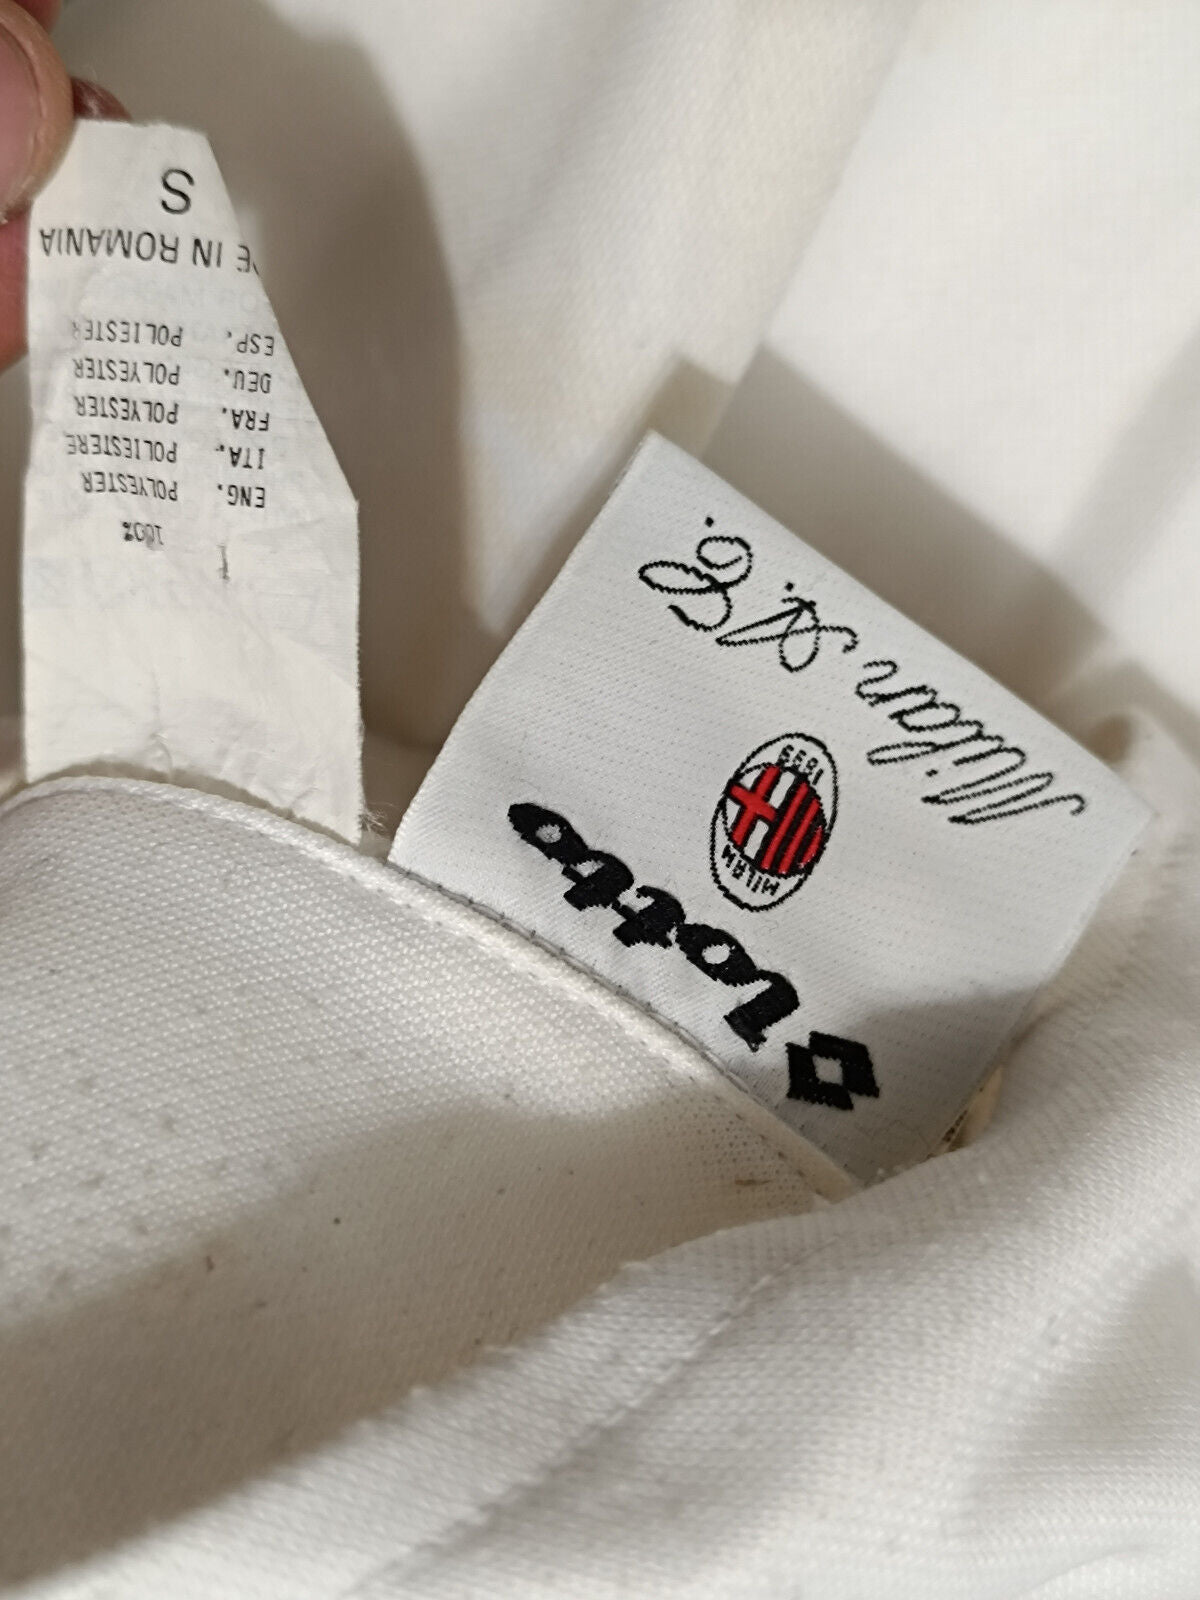 100%
ENG. POLYESTER
ITA. POLIESTERE
FRA. POLYESTER
DEU. POLYESTER
ESP. POLIESTER
E IN ROMANIA
S
lotto
MILAN
1899
Milan A.C.